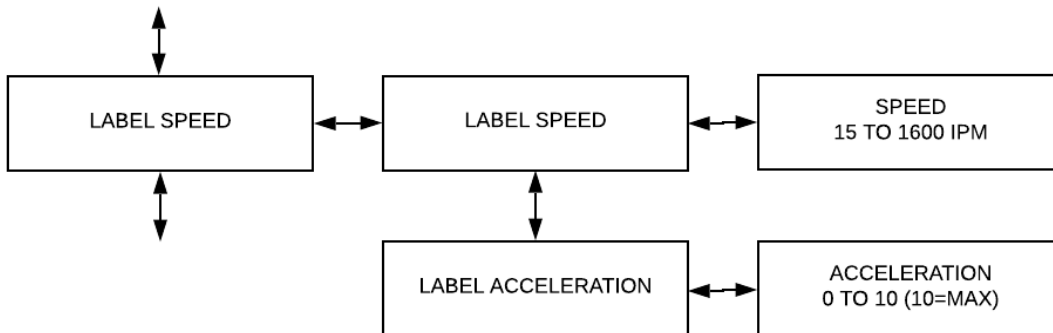 LABEL SPEED
LABEL SPEED
SPEED
15 TO 1600 IPM
LABEL ACCELERATION
ACCELERATION
0 TO 10 (10=MAX)